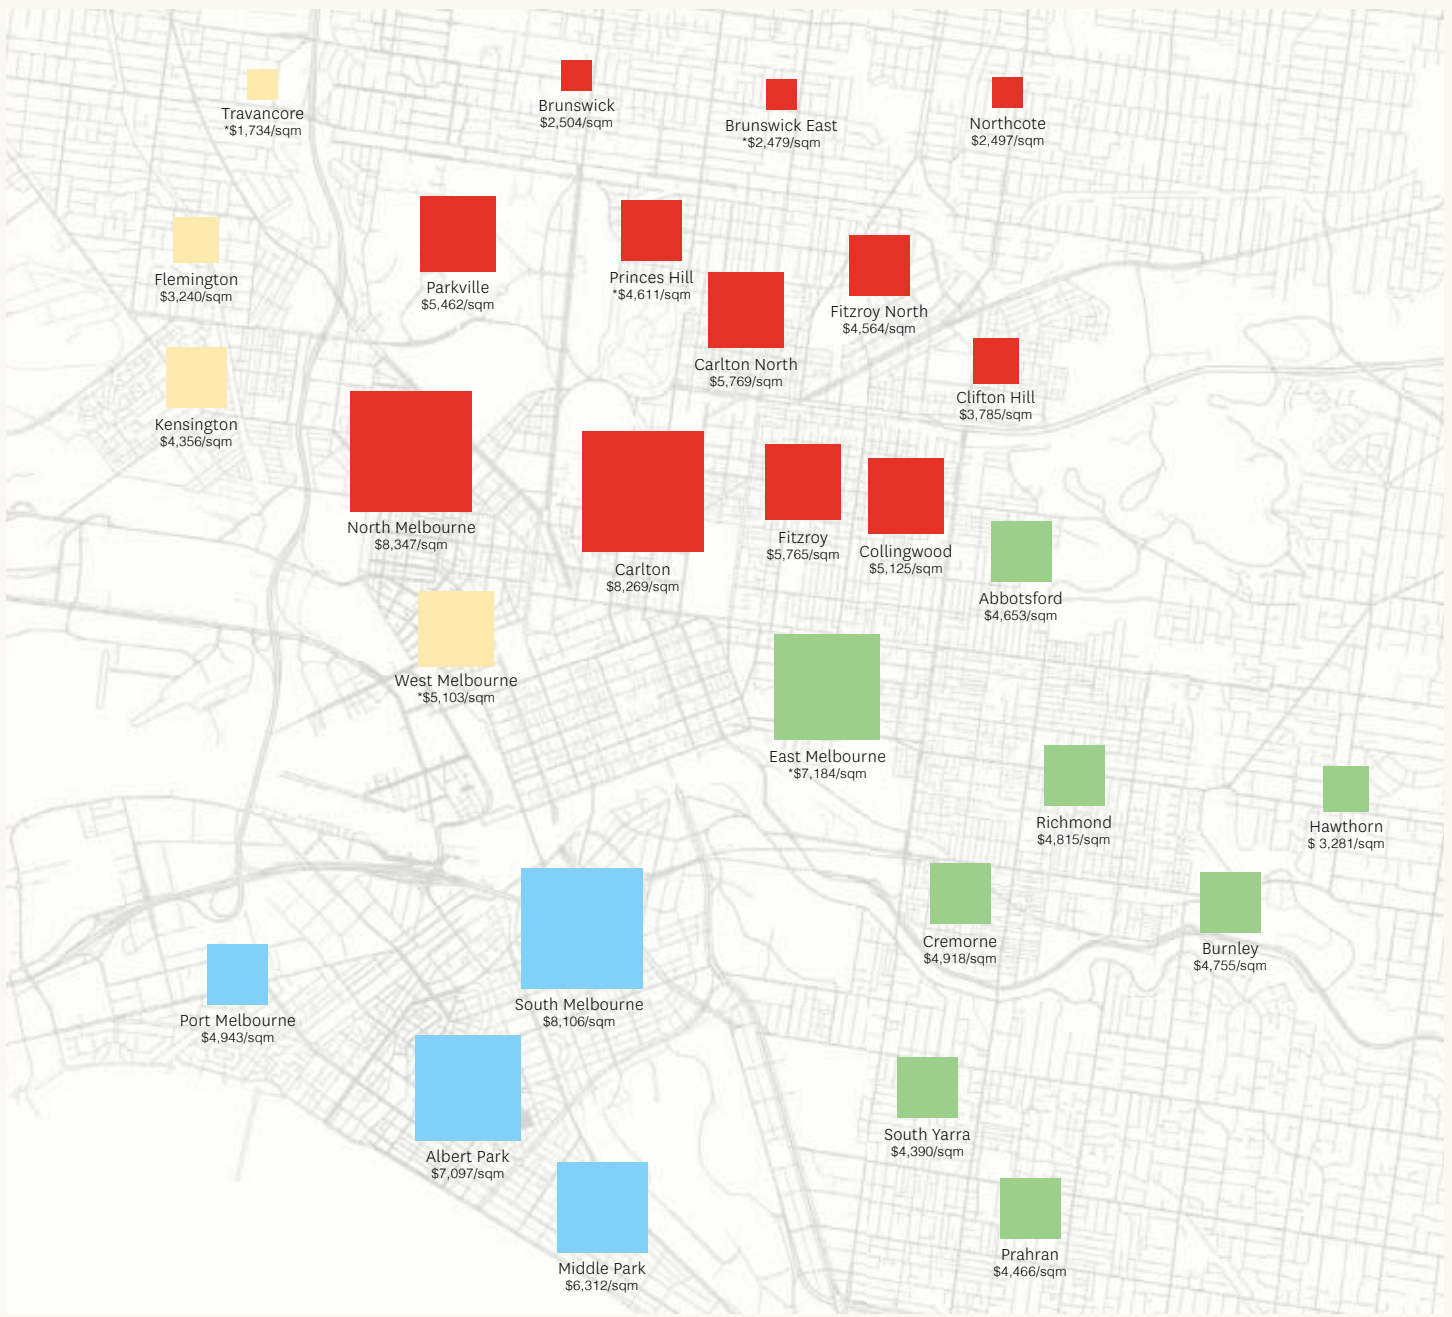 Travancore
*$1,734/sqm
Brunswick
$2,504/sqm
Brunswick East
*$2,479/sqm
Northcote
$2,497/sqm
Flemington
$3,240/sqm
Parkville
$5,462/sqm
Princes Hill
*$4,611/sqm
Fitzroy North
$4,564/sqm
Carlton North
$5,769/sqm
Clifton Hill
$3,785/sqm
Kensington
$4,356/sqm
North Melbourne
$8,347/sqm
Carlton
$8,269/sqm
Fitzroy
$5,765/sqm
Collingwood
$5,125/sqm
Abbotsford
$4,653/sqm
West Melbourne
*$5,103/sqm
East Melbourne
*$7,184/sqm
Richmond
$4,815/sqm
Hawthorn
$ 3,281/sqm
Cremorne
$4,918/sqm
Burnley
$4,755/sqm
South Melbourne
$8,106/sqm
Port Melbourne
$4,943/sqm
Albert Park
$7,097/sqm
South Yarra
$4,390/sqm
Middle Park
$6,312/sqm
Prahran
$4,466/sqm